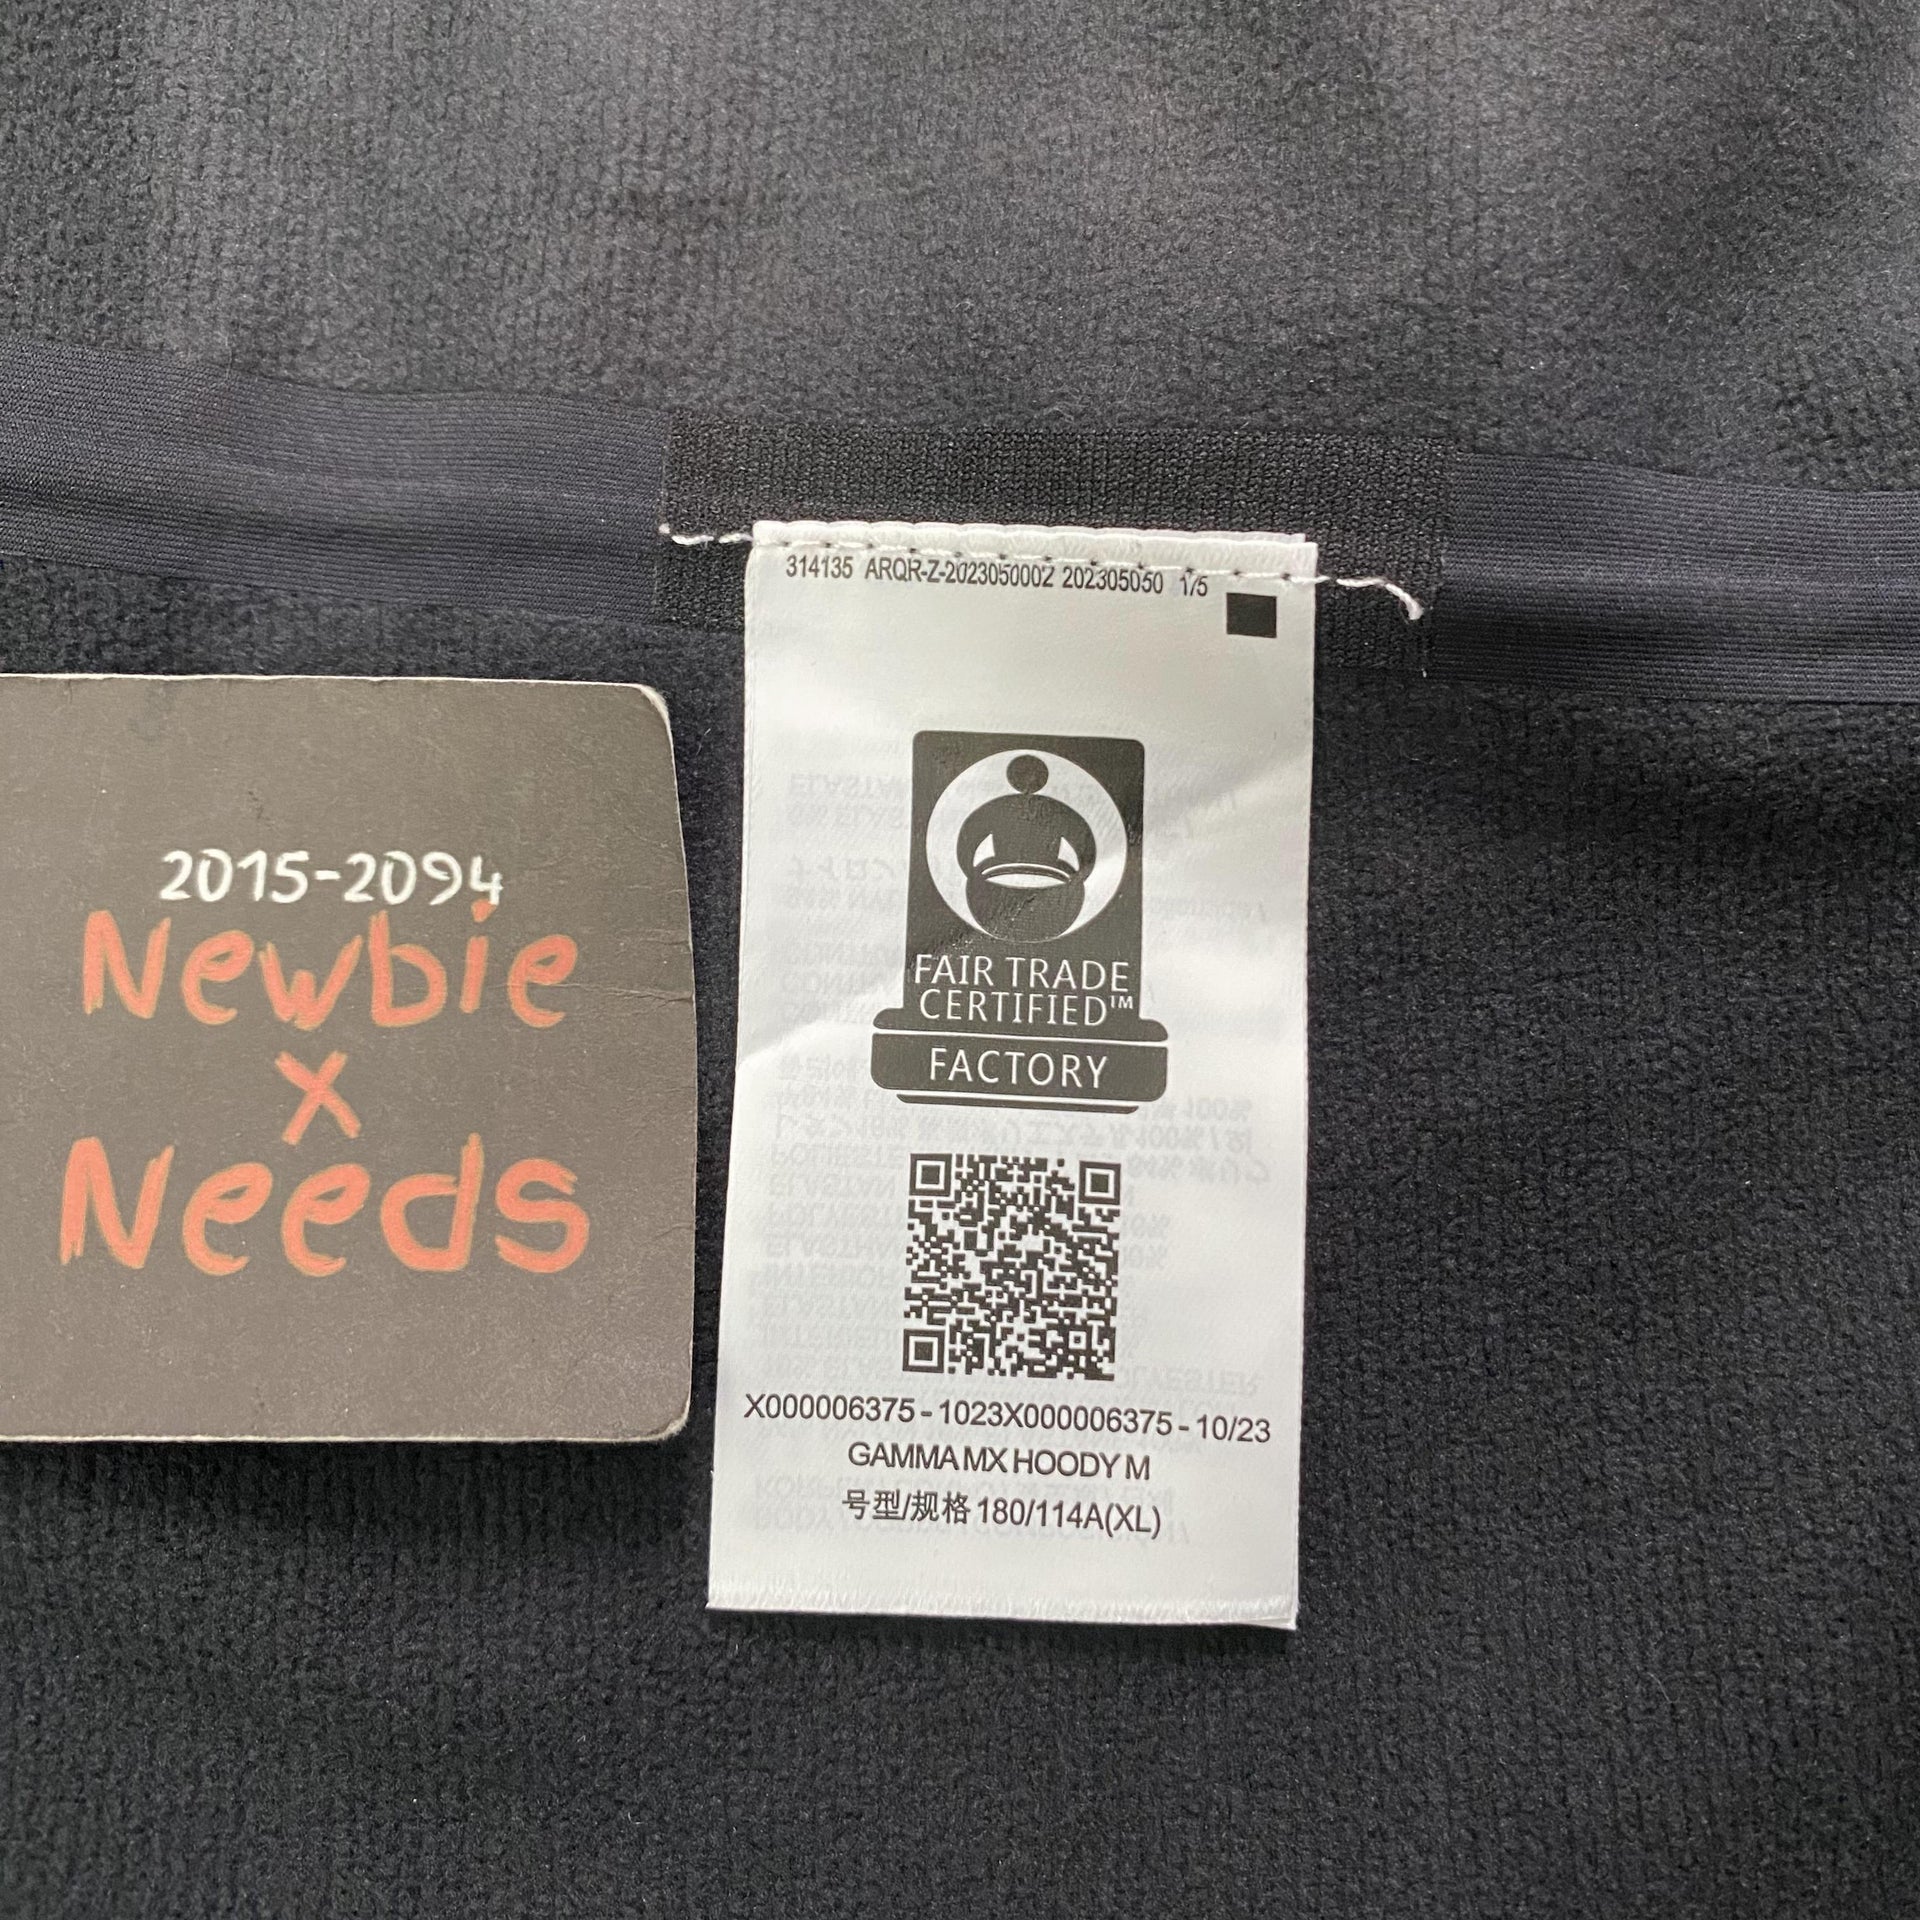 314135 ARQR-Z-2023050002 202305050 1/5
2015-2094
Newbie
x
Needs
FAIR TRADE
CERTIFIED™
FACTORY
X000006375 - 1023X000006375 - 10/23
GAMMA MX HOODY M
号型/规格 180/114A(XL)